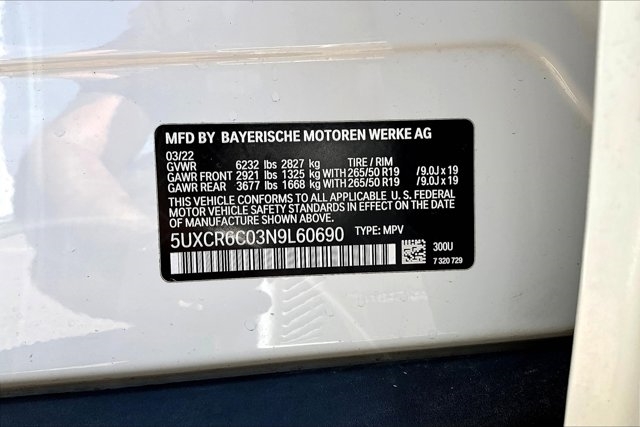 MFD BY BAYERISCHE MOTOREN WERKE AG
03/22
GVWR 6232 lbs 2827 kg TIRE / RIM
GAWR FRONT 2921 lbs 1325 kg WITH 265/50 R19 / 9.0J x 19
GAWR REAR 3677 lbs 1668 kg WITH 265/50 R19 / 9.0J x 19
THIS VEHICLE CONFORMS TO ALL APPLICABLE U. S. FEDERAL
MOTOR VEHICLE SAFETY STANDARDS IN EFFECT ON THE DATE OF
MANUFACTURE SHOWN ABOVE.
5UXCR6C03N9L60690 TYPE: MPV
300U
7 320 729